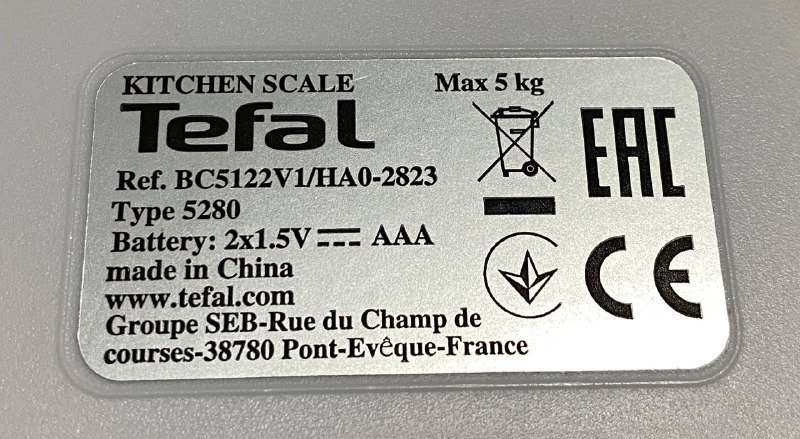 KITCHEN SCALE Max 5 kg
Tefal
Ref. BC5122V1/HA0-2823
Type 5280
Battery: 2x1.5V⎓ AAA
made in China
www.tefal.com
Groupe SEB-Rue du Champ de
courses-38780 Pont-Evêque-France
EAC
CE